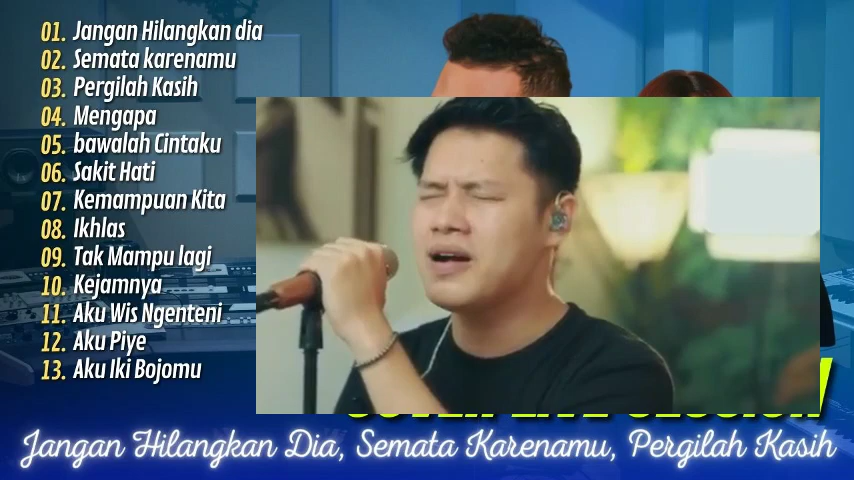 01. Jangan Hilangkan dia
02. Semata karenamu
03. Pergilah Kasih
04. Mengapa
05. bawalah Cintaku
06. Sakit Hati
07. Kemampuan Kita
08. Ikhlas
09. Tak Mampu lagi
10. Kejamnya
11. Aku Wis Ngenteni
12. Aku Piye
13. Aku Iki Bojomu
Jangan Hilangkan Dia, Semata Karenamu, Pergilah Kasih